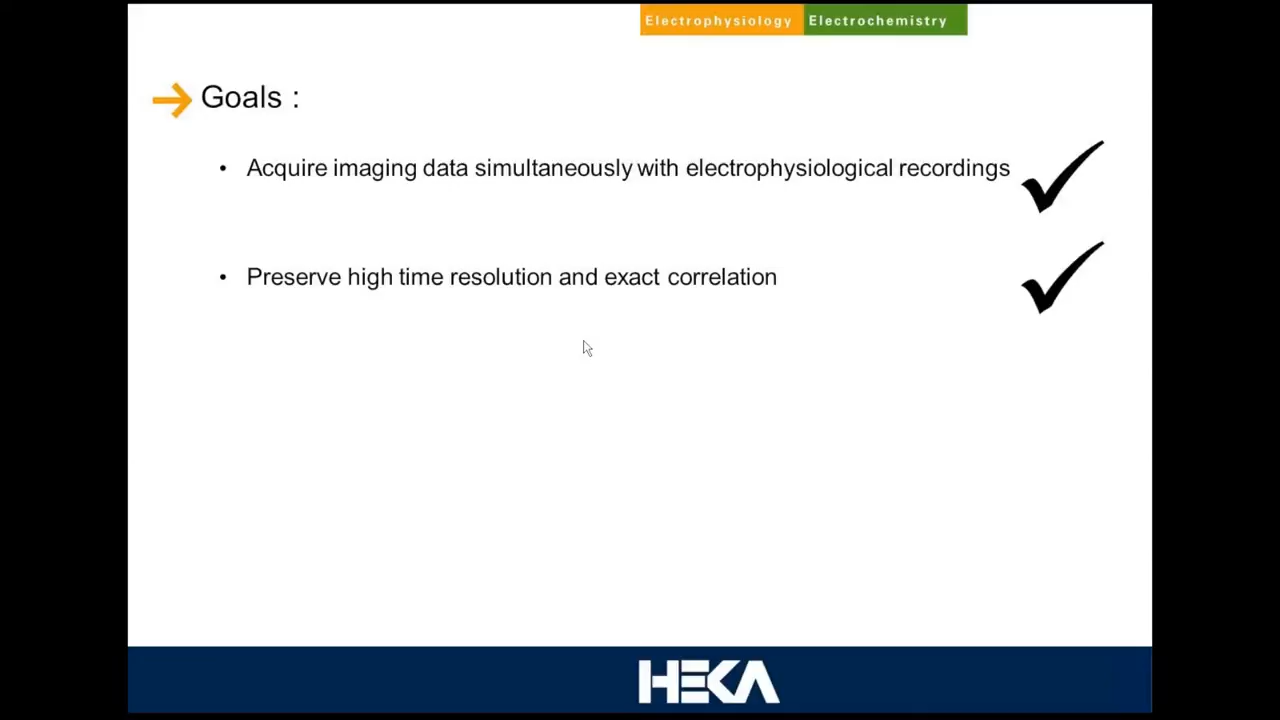 Electrophysiology Electrochemistry
Goals :
• Acquire imaging data simultaneously with electrophysiological recordings
• Preserve high time resolution and exact correlation
HEKA